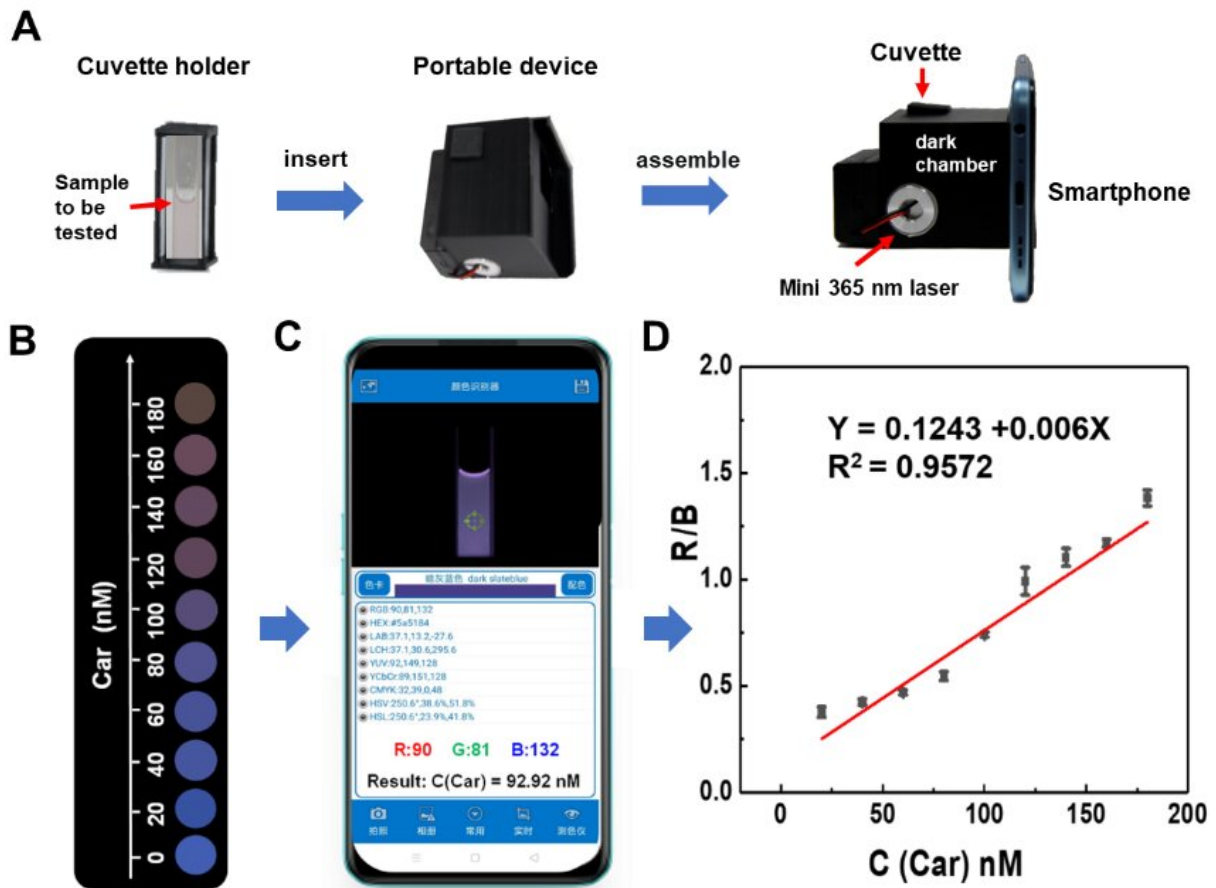 A
Cuvette holder
Portable device
Cuvette
insert
assemble
dark
chamber
Sample
to be
tested
Smartphone
Mini 365 nm laser
B
Car (nM)
180
160
140
120
100
80
60
40
20
0
C
颜色识别器
色卡
暗灰蓝色 dark slateblue
配色
RGB:90,81,132
HEX:#5a5184
LAB:37.1,13.2,-27.6
LCH:37.1,30.6,295.6
YUV:92,149,128
YCbCr:89,151,128
CMYK:32,39,0,48
HSV:250.6°,38.6%,51.8%
HSL:250.6°,23.9%,41.8%
R:90 G:81 B:132
Result: C(Car) = 92.92 nM
拍照 相册 常用 实时 测色仪
D
Y = 0.1243 +0.006X
R² = 0.9572
R/B
2.0
1.5
1.0
0.5
0.0
0 50 100 150 200
C (Car) nM